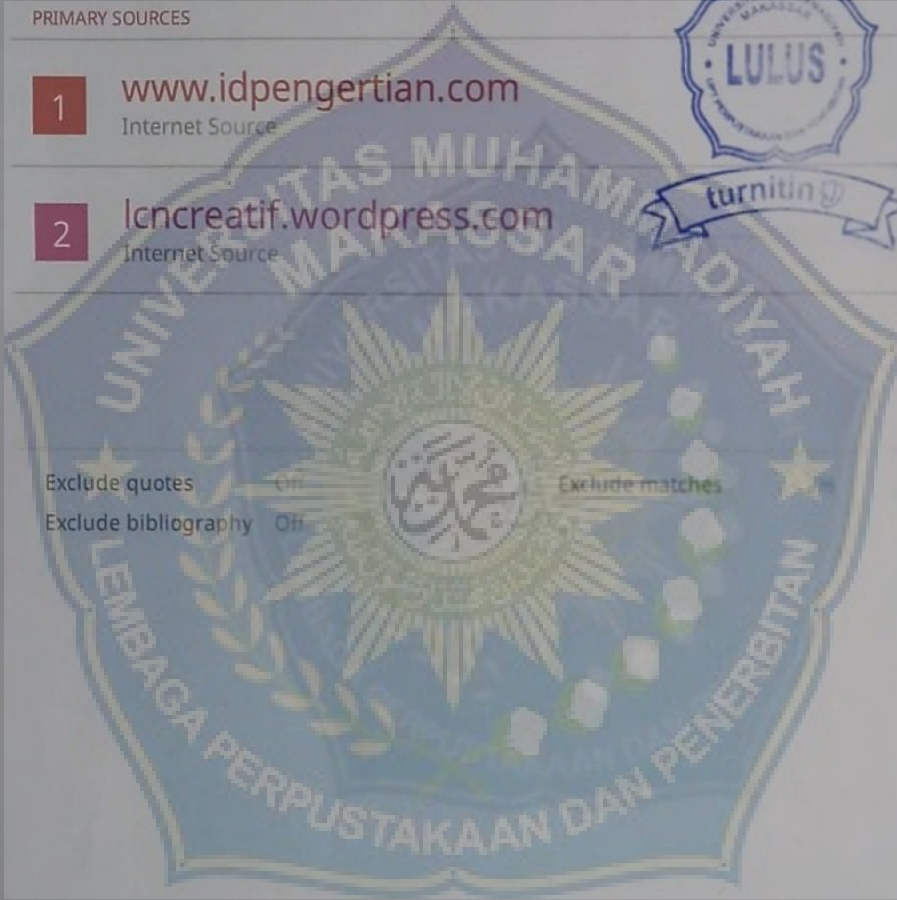 PRIMARY SOURCES
1
www.idpengertian.com
Internet Source
LULUS
turnitin
2
lcncreatif.wordpress.com
Internet Source
UNIVERSITAS MUHAMMADIYAH
MAKASSAR
محمد
Exclude quotes Off Exclude matches
Exclude bibliography Off
LEMBAGA PERPUSTAKAAN DAN PENERBITAN